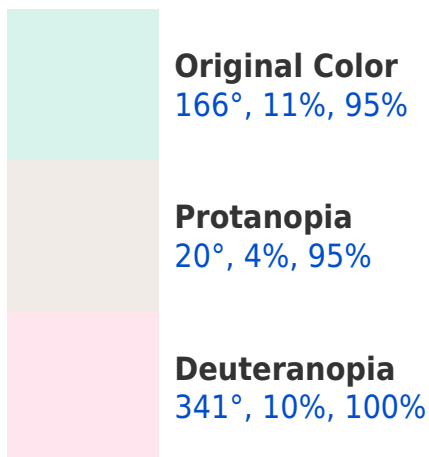 Original Color
166°, 11%, 95%
Protanopia
20°, 4%, 95%
Deuteranopia
341°, 10%, 100%